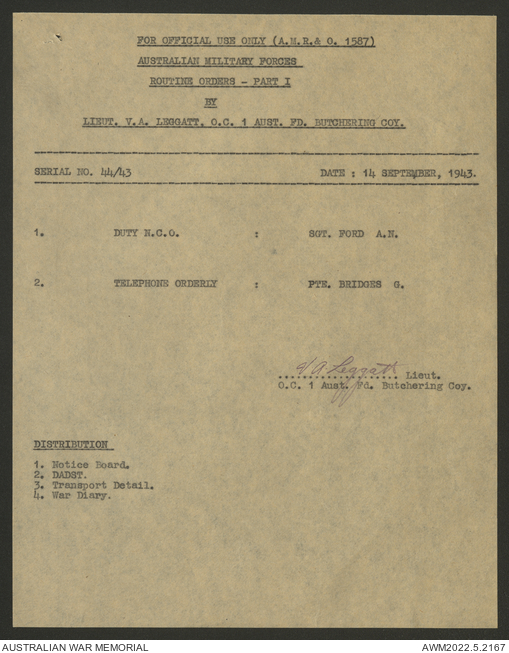 FOR OFFICIAL USE ONLY (A.M.R.& O. 1587)
AUSTRALIAN MILITARY FORCES
ROUTINE ORDERS - PART I
BY
LIEUT. V.A. LEGGATT. O.C. 1 AUST. FD. BUTCHERING COY.
SERIAL NO. 44/43 DATE : 14 SEPTEMBER, 1943.
1. DUTY N.C.O. : SGT. FORD A.N.
2. TELEPHONE ORDERLY : PTE. BRIDGES G.
V A Leggatt
.................... Lieut.
O.C. 1 Aust. Fd. Butchering Coy.
DISTRIBUTION
1. Notice Board.
2. DADST.
3. Transport Detail.
4. War Diary.
AUSTRALIAN WAR MEMORIAL AWM2022.5.2167